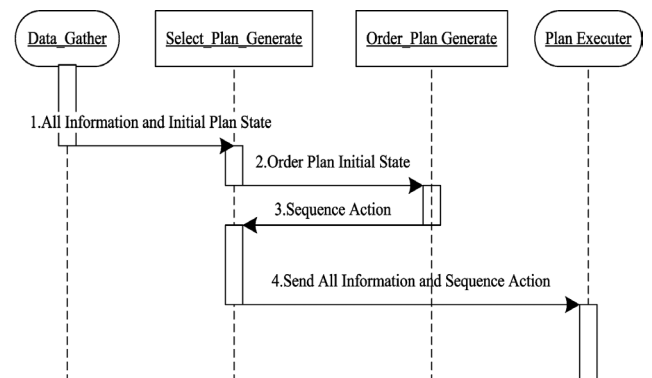 Data_Gather
Select_Plan_Generate
Order_Plan Generate
Plan Executer
1.All Information and Initial Plan State
2.Order Plan Initial State
3.Sequence Action
4.Send All Information and Sequence Action